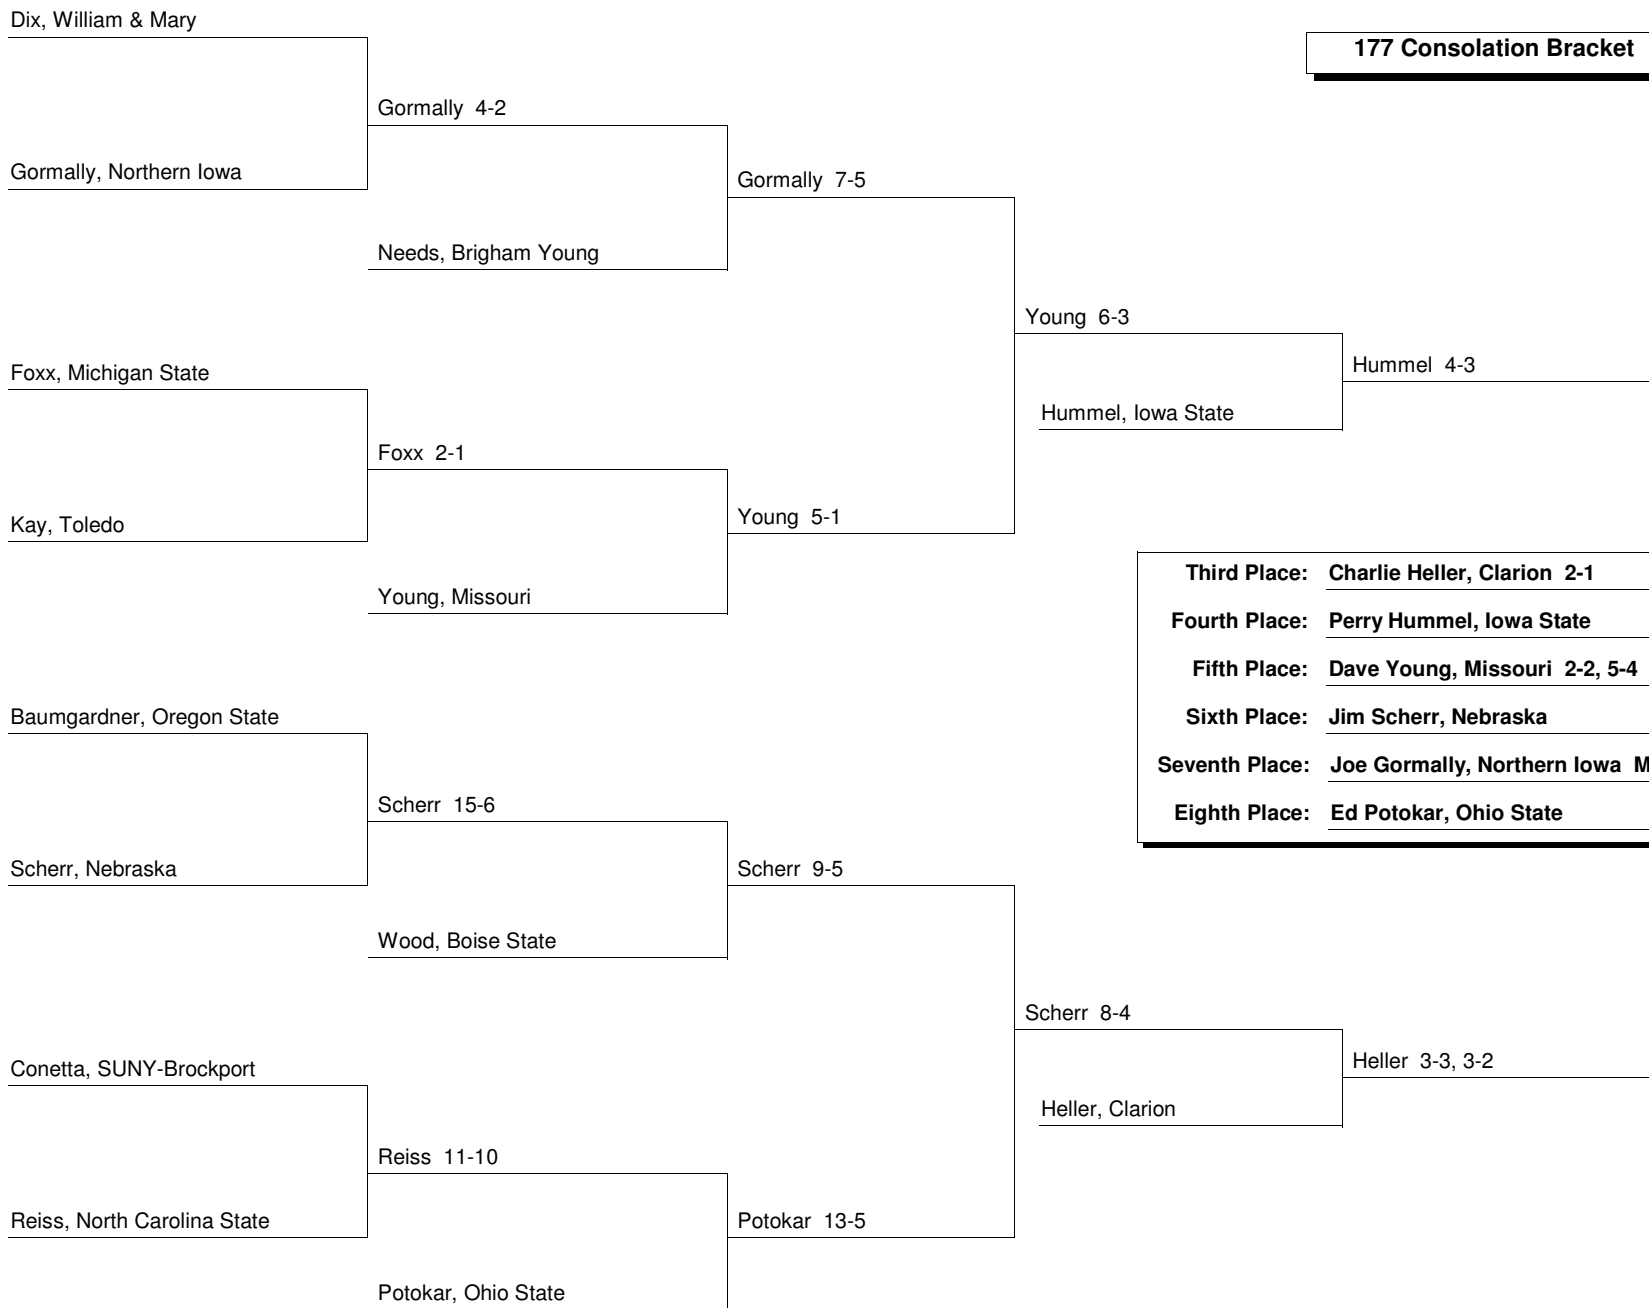 Dix, William & Mary
177 Consolation Bracket
Gormally 4-2
Gormally, Northern Iowa
Gormally 7-5
Needs, Brigham Young
Young 6-3
Foxx, Michigan State
Hummel 4-3
Hummel, Iowa State
Foxx 2-1
Kay, Toledo
Young 5-1
Young, Missouri
Third Place: Charlie Heller, Clarion 2-1
Fourth Place: Perry Hummel, Iowa State
Fifth Place: Dave Young, Missouri 2-2, 5-4
Sixth Place: Jim Scherr, Nebraska
Seventh Place: Joe Gormally, Northern Iowa M
Eighth Place: Ed Potokar, Ohio State
Baumgardner, Oregon State
Scherr 15-6
Scherr, Nebraska
Scherr 9-5
Wood, Boise State
Scherr 8-4
Conetta, SUNY-Brockport
Heller 3-3, 3-2
Heller, Clarion
Reiss 11-10
Reiss, North Carolina State
Potokar 13-5
Potokar, Ohio State